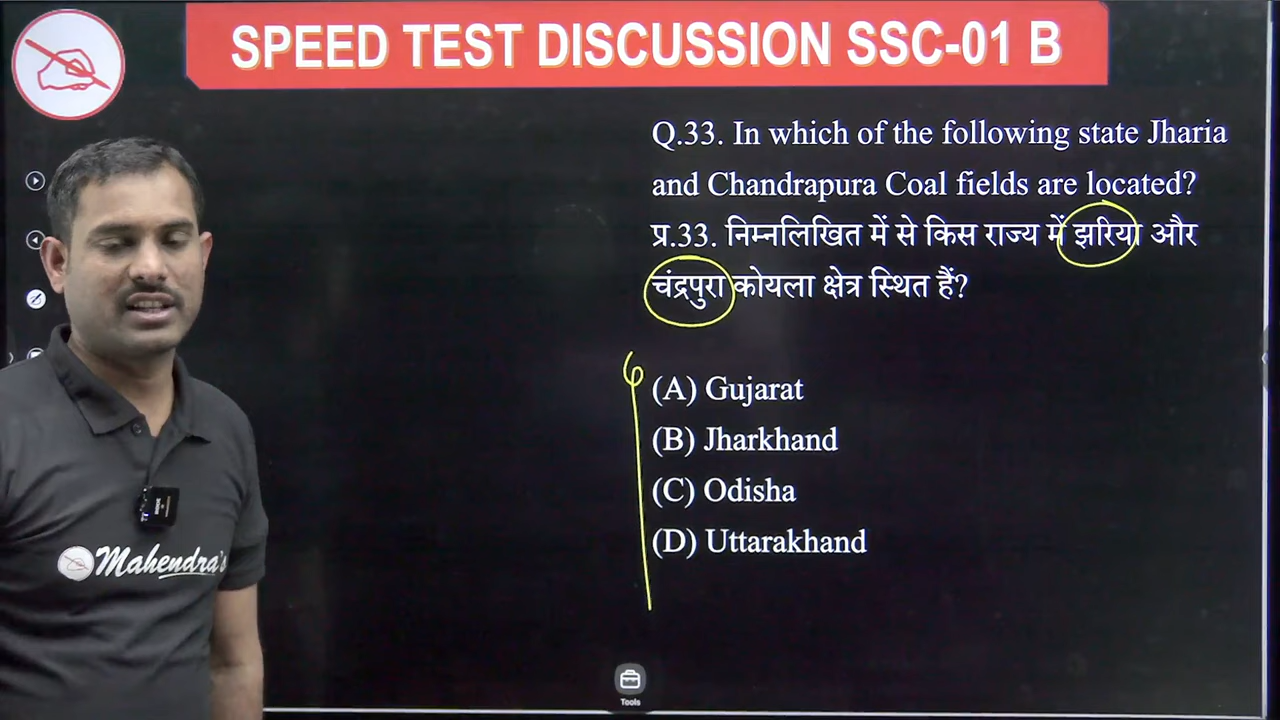 SPEED TEST DISCUSSION SSC-01 B
Q.33. In which of the following state Jharia
and Chandrapura Coal fields are located?
प्र.33. निम्नलिखित में से किस राज्य में झरिया और
चंद्रपुरा कोयला क्षेत्र स्थित हैं?
(A) Gujarat
(B) Jharkhand
(C) Odisha
(D) Uttarakhand
Mahendra's
Tools